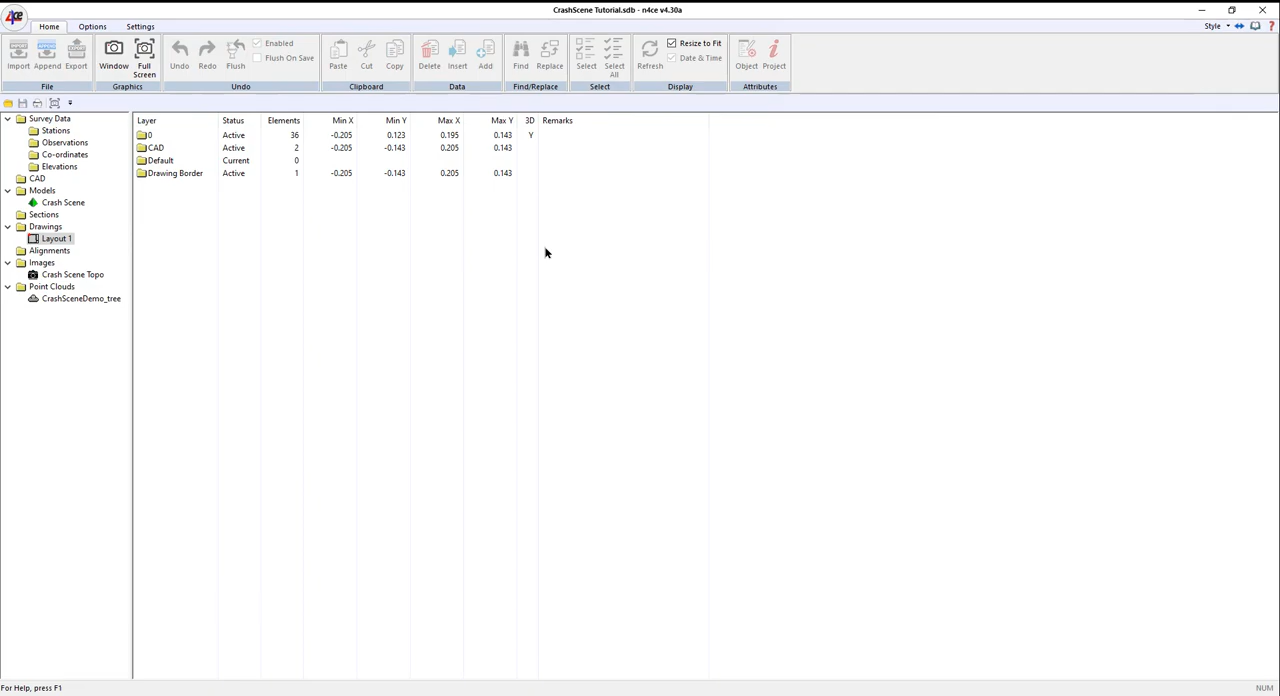 CrashScene Tutorial.sdb - n4ce v4.30a
4ce
Home Options Settings
Style
Import Append Export
File
Window Full Screen
Graphics
Undo Redo Flush
Enabled
Flush On Save
Undo
Paste Cut Copy
Clipboard
Delete Insert Add
Data
Find Replace
Find/Replace
Select Select All
Select
Refresh
Resize to Fit
Date & Time
Display
Object Project
Attributes
Survey Data
Stations
Observations
Co-ordinates
Elevations
CAD
Models
Crash Scene
Sections
Drawings
Layout 1
Alignments
Images
Crash Scene Topo
Point Clouds
CrashSceneDemo_tree
Layer Status Elements Min X Min Y Max X Max Y 3D Remarks
0 Active 36 -0.205 0.123 0.195 0.143 Y
CAD Active 2 -0.205 -0.143 0.205 0.143
Default Current 0
Drawing Border Active 1 -0.205 -0.143 0.205 0.143
For Help, press F1
NUM